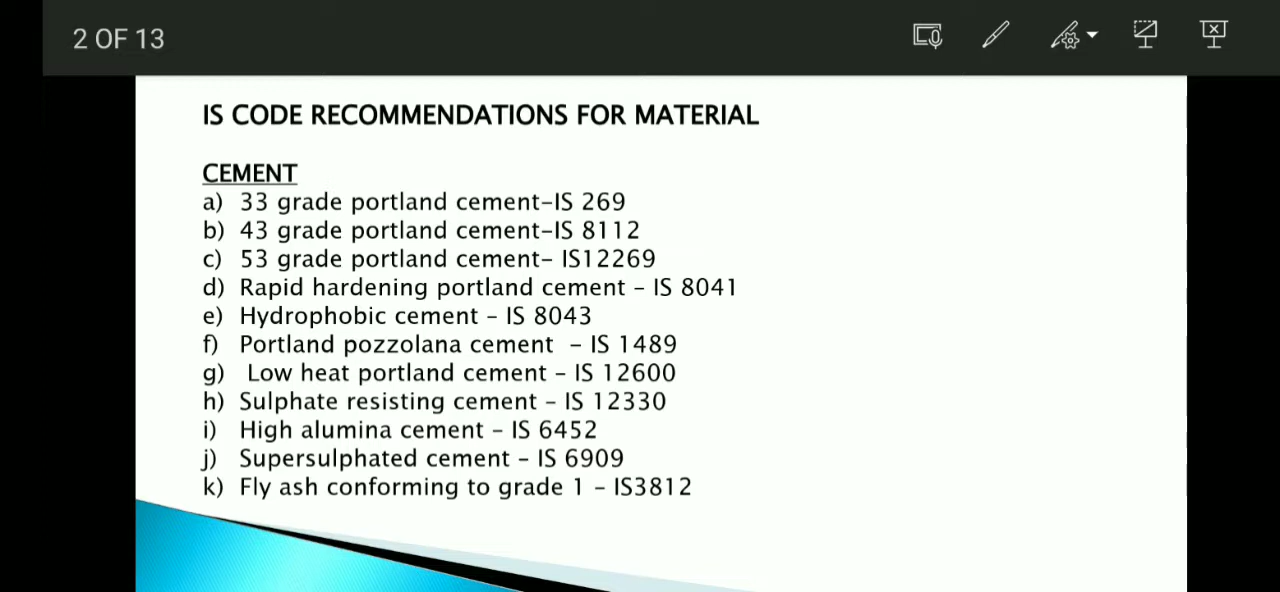 2 OF 13
IS CODE RECOMMENDATIONS FOR MATERIAL
CEMENT
a) 33 grade portland cement-IS 269
b) 43 grade portland cement-IS 8112
c) 53 grade portland cement- IS12269
d) Rapid hardening portland cement - IS 8041
e) Hydrophobic cement - IS 8043
f) Portland pozzolana cement - IS 1489
g) Low heat portland cement - IS 12600
h) Sulphate resisting cement - IS 12330
i) High alumina cement - IS 6452
j) Supersulphated cement - IS 6909
k) Fly ash conforming to grade 1 - IS3812